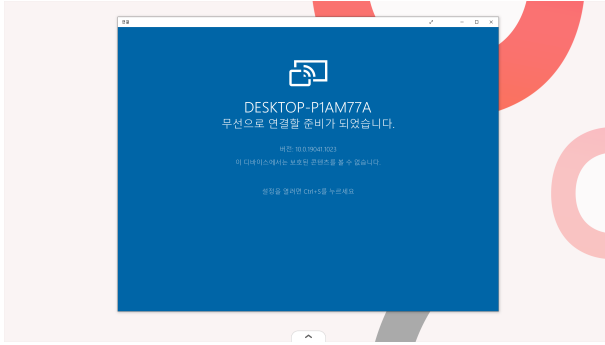 연결
DESKTOP-P1AM77A
무선으로 연결할 준비가 되었습니다.
버전: 10.0.19041.1023
이 디바이스에서는 보호된 콘텐츠를 볼 수 없습니다.
설정을 열려면 Ctrl+S를 누르세요